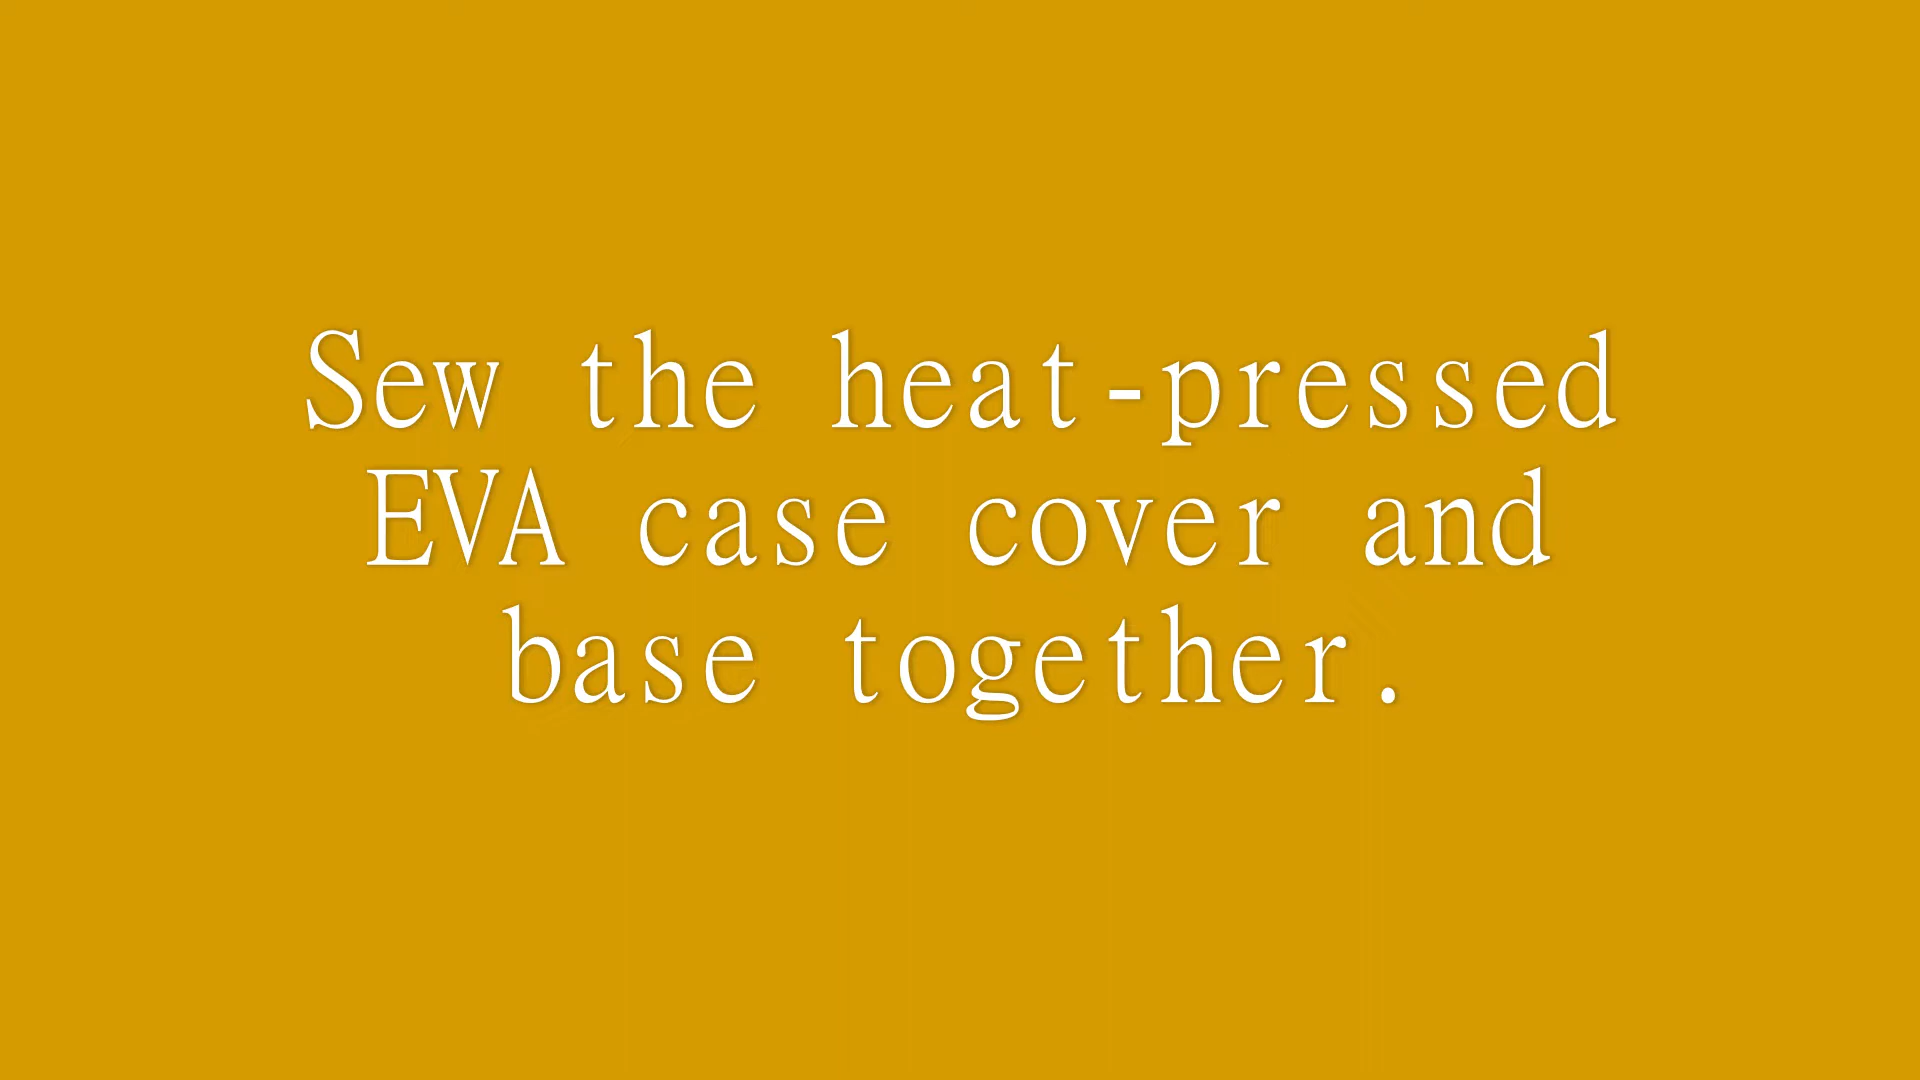 Sew the heat-pressed
EVA case cover and
base together.